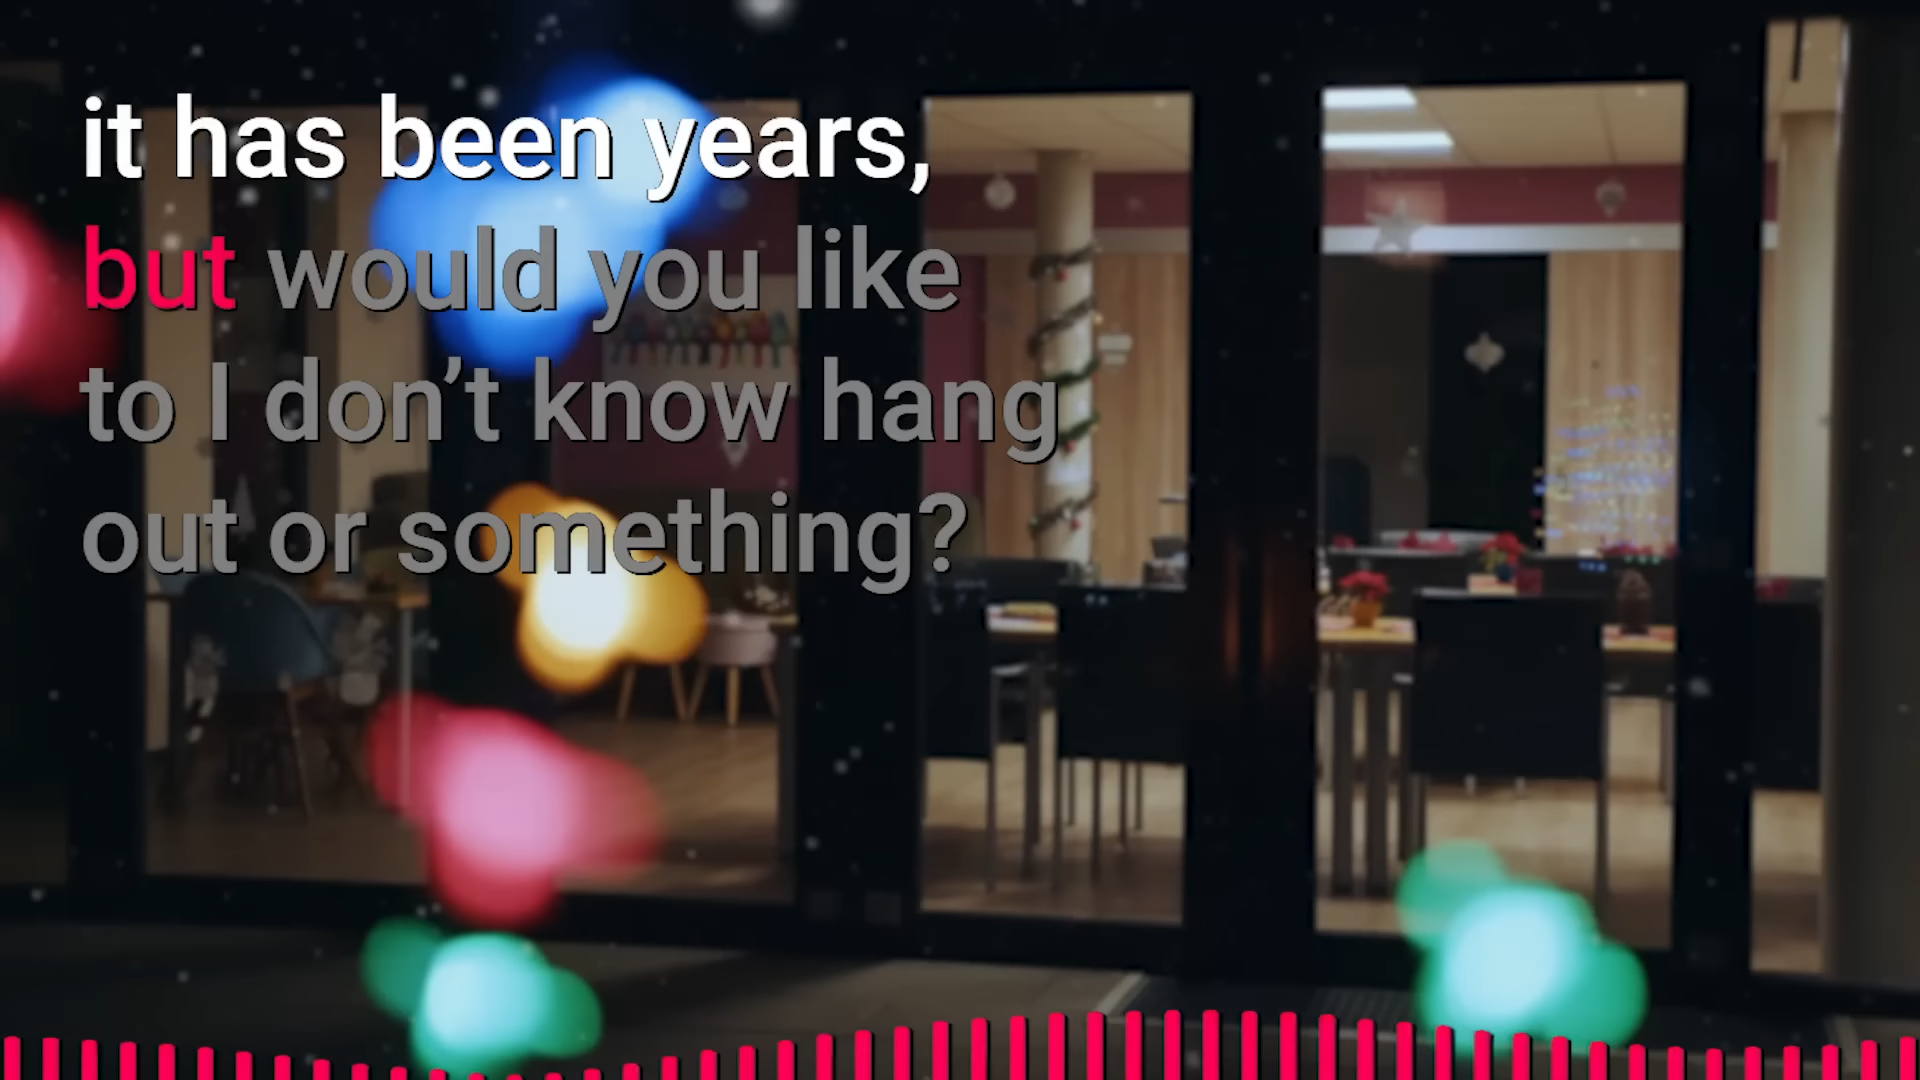 it has been years,
but would you like
to I don’t know hang
out or something?